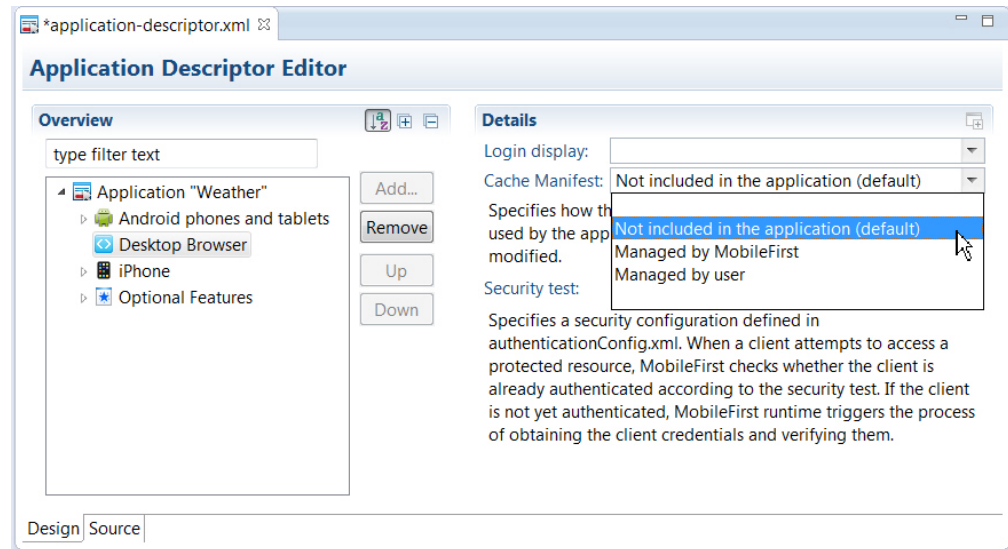 *application-descriptor.xml
Application Descriptor Editor
Overview
type filter text
Application "Weather"
Android phones and tablets
Desktop Browser
iPhone
Optional Features
Add...
Remove
Up
Down
Details
Login display:
Cache Manifest: Not included in the application (default)
Specifies how th
used by the app
modified.
Not included in the application (default)
Managed by MobileFirst
Managed by user
Security test:
Specifies a security configuration defined in
authenticationConfig.xml. When a client attempts to access a
protected resource, MobileFirst checks whether the client is
already authenticated according to the security test. If the client
is not yet authenticated, MobileFirst runtime triggers the process
of obtaining the client credentials and verifying them.
Design Source